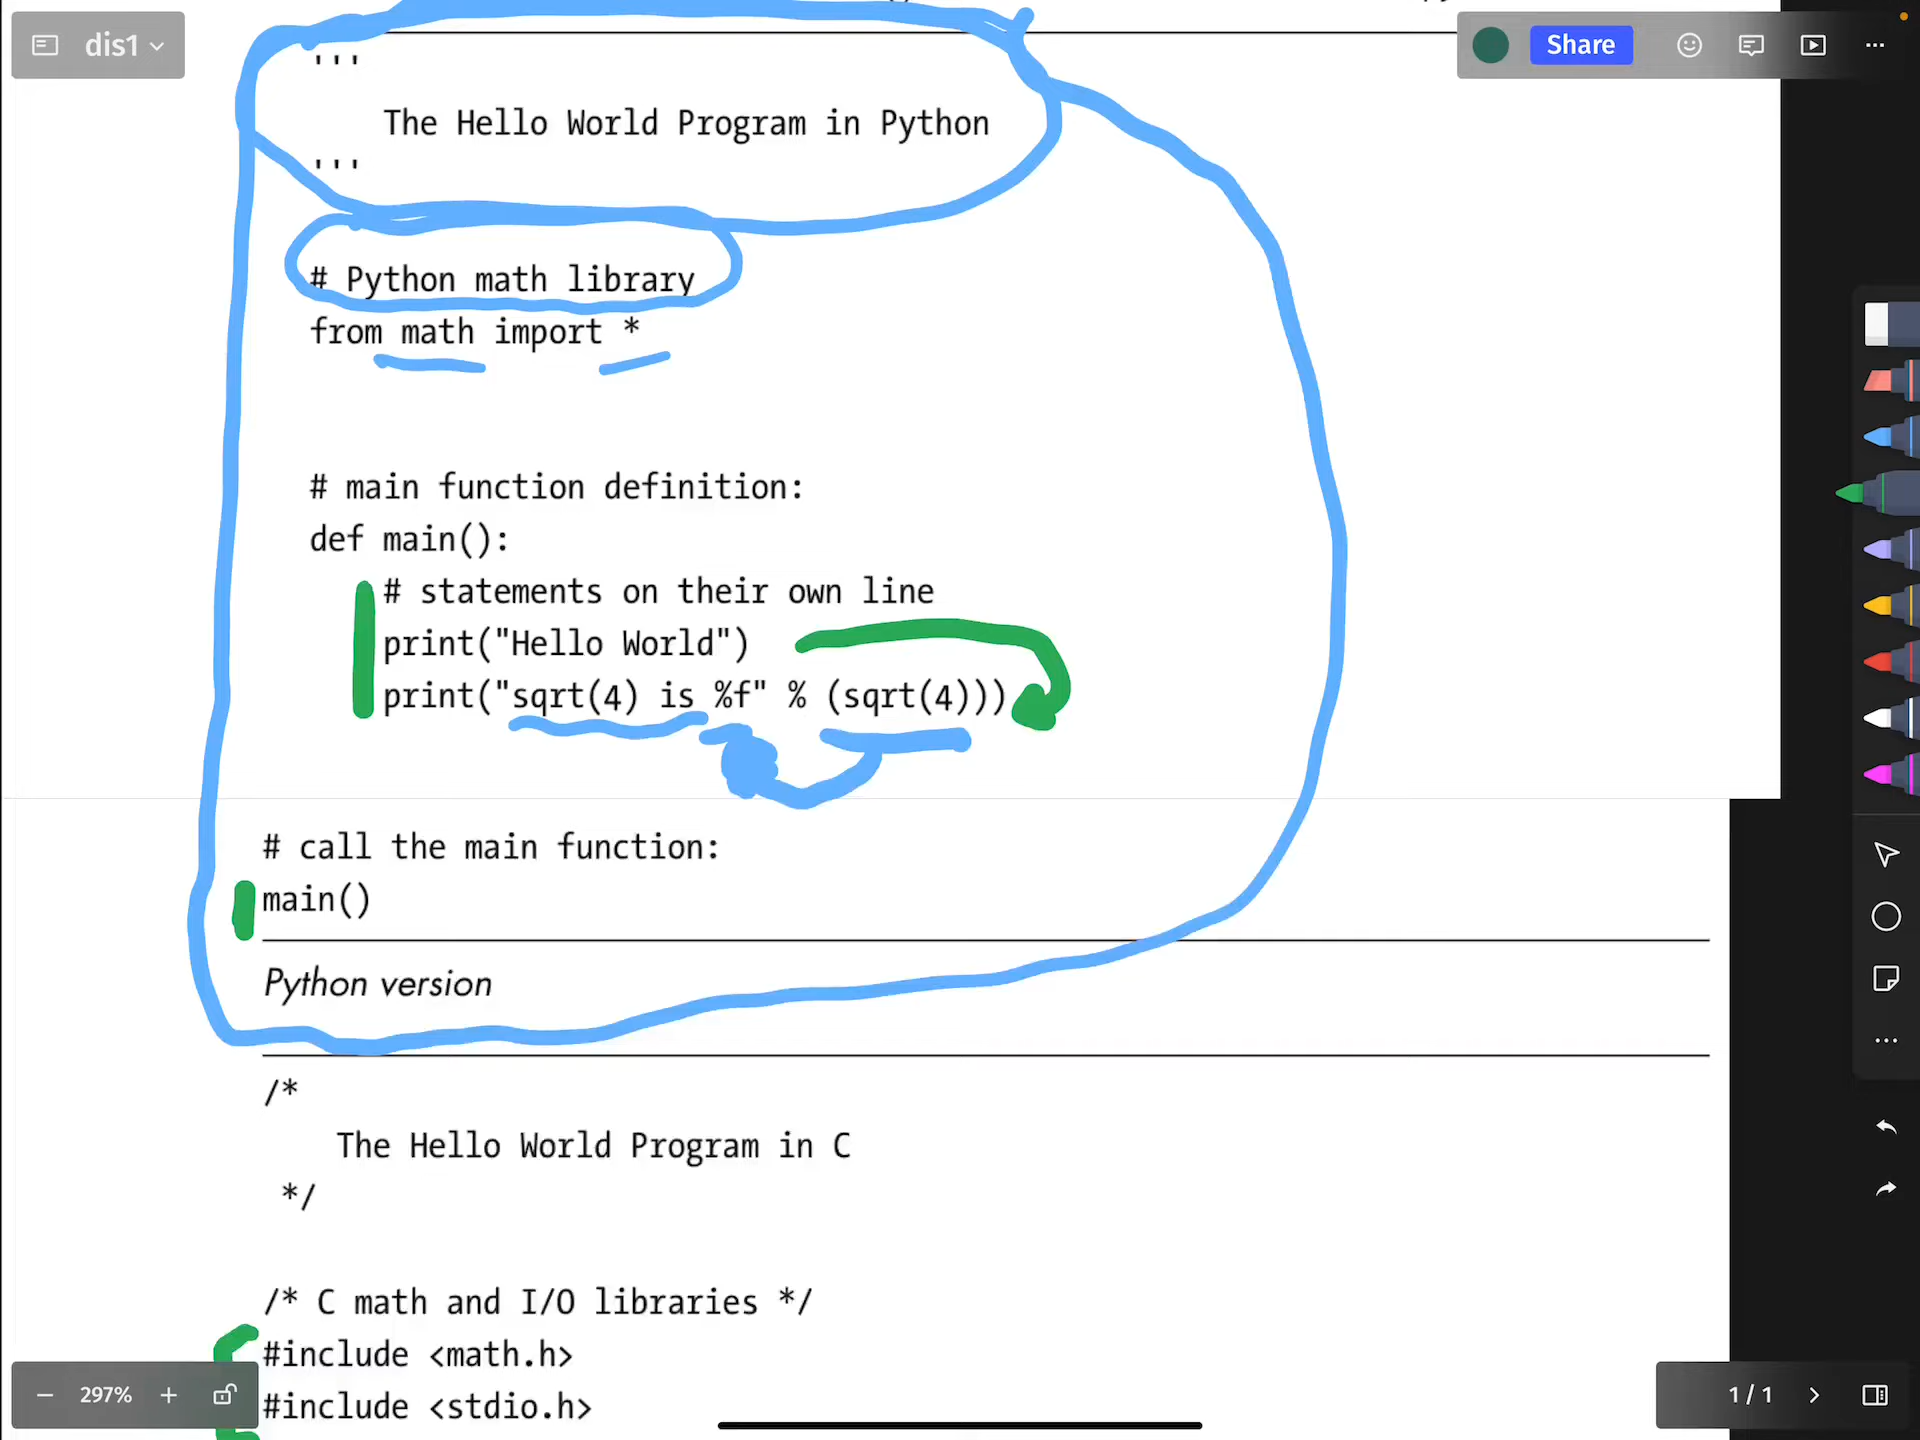 dis1
Share
'''
The Hello World Program in Python
'''
# Python math library
from math import *
# main function definition:
def main():
# statements on their own line
print("Hello World")
print("sqrt(4) is %f" % (sqrt(4)))
# call the main function:
main()
Python version
/*
The Hello World Program in C
*/
/* C math and I/O libraries */
#include <math.h>
#include <stdio.h>
297%
1 / 1